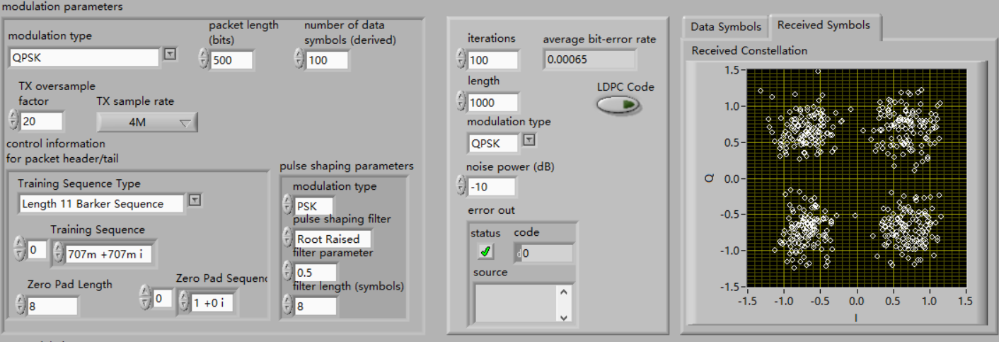 modulation parameters
modulation type
QPSK
packet length
(bits)
500
number of data
symbols (derived)
100
TX oversample
factor
20
TX sample rate
4M
control information
for packet header/tail
Training Sequence Type
Length 11 Barker Sequence
Training Sequence
0
707m +707m i
Zero Pad Length
8
Zero Pad Sequenc
0
1 +0 i
pulse shaping parameters
modulation type
PSK
pulse shaping filter
Root Raised
filter parameter
0.5
filter length (symbols)
8
iterations
100
average bit-error rate
0.00065
length
1000
LDPC Code
modulation type
QPSK
noise power (dB)
-10
error out
status
code
d0
source
Data Symbols
Received Symbols
Received Constellation
1.5
1.0
0.5
0.0
-0.5
-1.0
-1.5
Q
-1.5 -1.0 -0.5 0.0 0.5 1.0 1.5
I